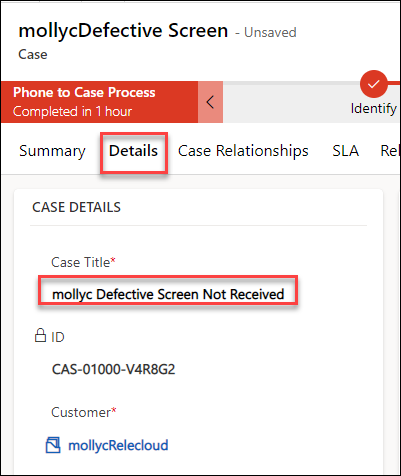 mollycDefective Screen - Unsaved
Case
Phone to Case Process
Completed in 1 hour
Identify
Summary Details Case Relationships SLA Rel
CASE DETAILS
Case Title*
mollyc Defective Screen Not Received
ID
CAS-01000-V4R8G2
Customer*
mollycRelecloud